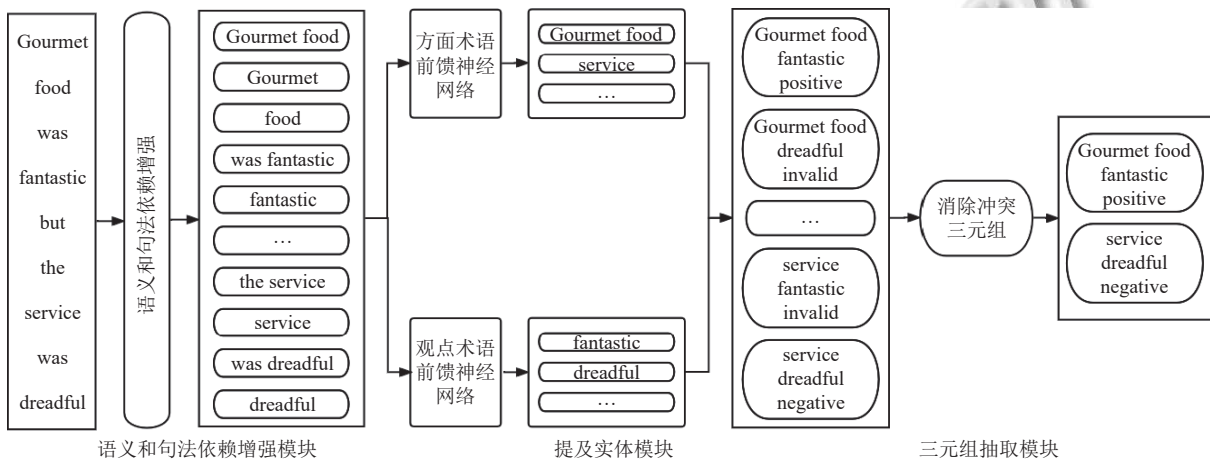 Gourmet
food
was
fantastic
but
the
service
was
dreadful
语义和句法依赖增强
Gourmet food
Gourmet
food
was fantastic
fantastic
…
the service
service
was dreadful
dreadful
方面术语
前馈神经
网络
观点术语
前馈神经
网络
Gourmet food
service
…
fantastic
dreadful
…
Gourmet food
fantastic
positive
Gourmet food
dreadful
invalid
…
service
fantastic
invalid
service
dreadful
negative
消除冲突
三元组
Gourmet food
fantastic
positive
service
dreadful
negative
语义和句法依赖增强模块
提及实体模块
三元组抽取模块